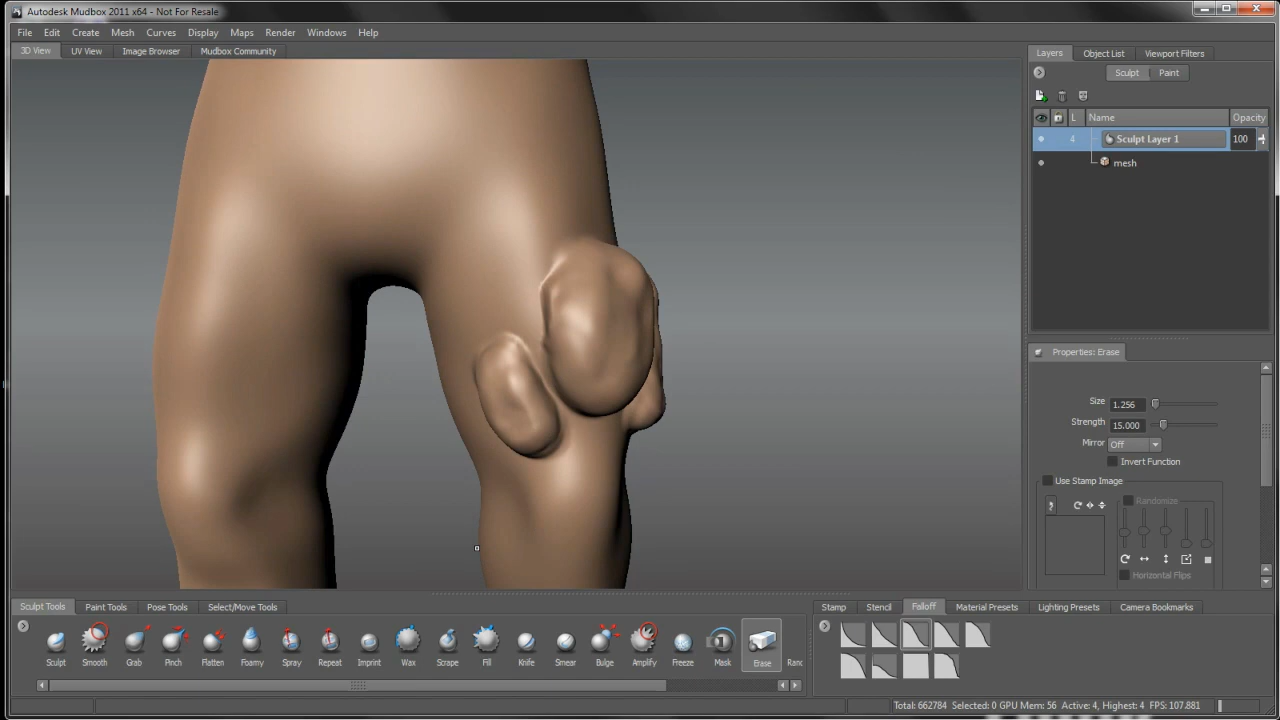 Autodesk Mudbox 2011 x64 - Not For Resale
File Edit Create Mesh Curves Display Maps Render Windows Help
3D View UV View Image Browser Mudbox Community
Layers Object List Viewport Filters
Sculpt Paint
L Name Opacity
4 Sculpt Layer 1 100
mesh
Properties: Erase
Size 1.256
Strength 15.000
Mirror Off
Invert Function
Use Stamp Image
Randomize
Horizontal Flips
Sculpt Tools Paint Tools Pose Tools Select/Move Tools
Sculpt Smooth Grab Pinch Flatten Foamy Spray Repeat Imprint Wax Scrape Fill Knife Smear Bulge Amplify Freeze Mask Erase Ranc
Stamp Stencil Falloff Material Presets Lighting Presets Camera Bookmarks
Total: 662784 Selected: 0 GPU Mem: 56 Active: 4, Highest: 4 FPS: 107.881